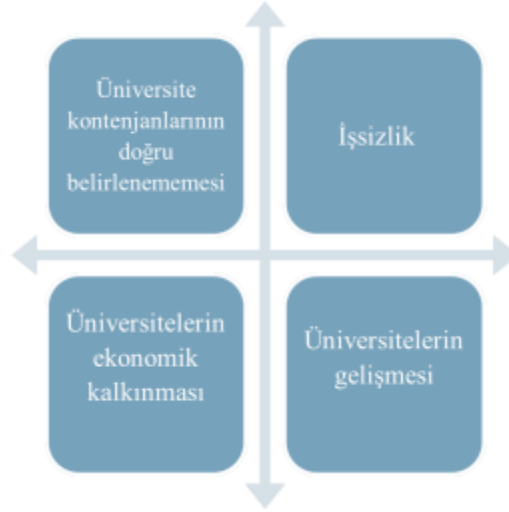 Üniversite
kontenjanlarının
doğru
belirlenememesi
İşsizlik
Üniversitelerin
ekonomik
kalkınması
Üniversitelerin
gelişmesi